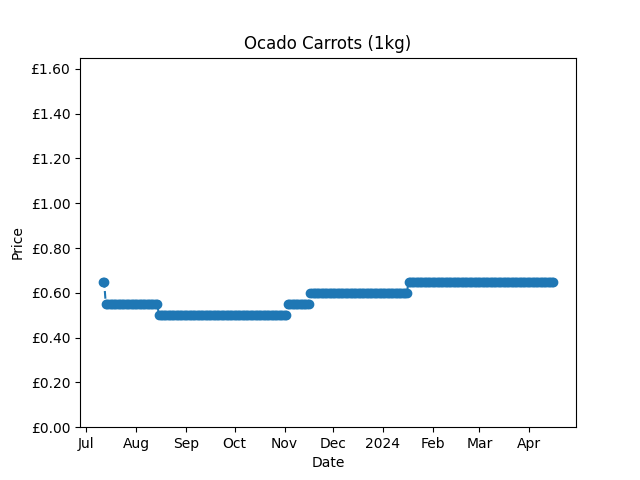 Ocado Carrots (1kg)
£1.60
£1.40
£1.20
£1.00
£0.80
£0.60
£0.40
£0.20
£0.00
Price
Jul Aug Sep Oct Nov Dec 2024 Feb Mar Apr
Date